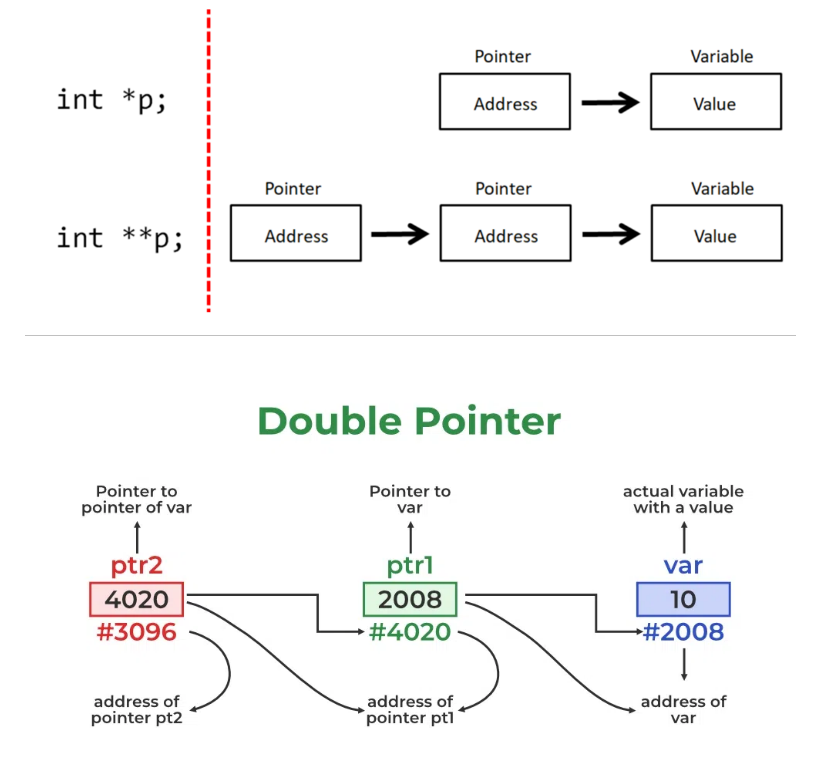 Pointer Variable
int *p; Address Value
Pointer Pointer Variable
int **p; Address Address Value
Double Pointer
Pointer to
pointer of var
Pointer to
var
actual variable
with a value
ptr2 ptr1 var
4020 2008 10
#3096 #4020 #2008
address of
pointer pt2
address of
pointer pt1
address of
var